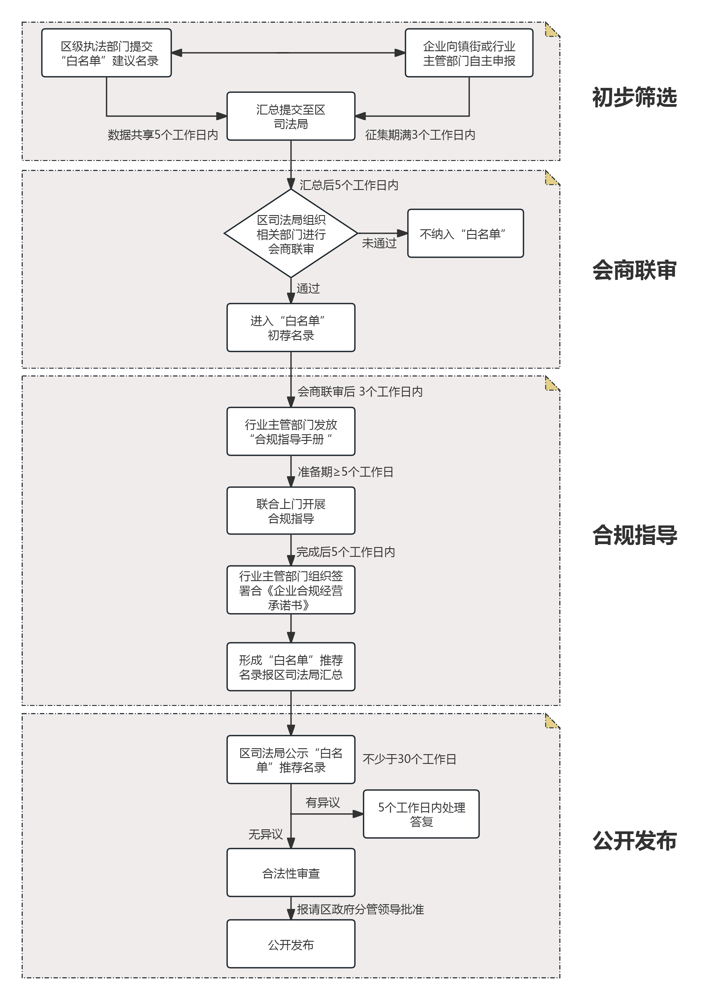 区级执法部门提交
“白名单”建议名录
企业向镇街或行业
主管部门自主申报
汇总提交至区
司法局
数据共享5个工作日内
征集期满3个工作日内
初步筛选
汇总后5个工作日内
区司法局组织
相关部门进行
会商联审
未通过
不纳入“白名单”
通过
进入“白名单”
初荐名录
会商联审
会商联审后 3个工作日内
行业主管部门发放
“合规指导手册 ”
准备期≥5个工作日
联合上门开展
合规指导
完成后5个工作日内
行业主管部门组织签
署合《企业合规经营
承诺书》
形成“白名单”推荐
名录报区司法局汇总
合规指导
区司法局公示“白名
单”推荐名录
不少于30个工作日
有异议
5个工作日内处理
答复
无异议
合法性审查
报请区政府分管领导批准
公开发布
公开发布